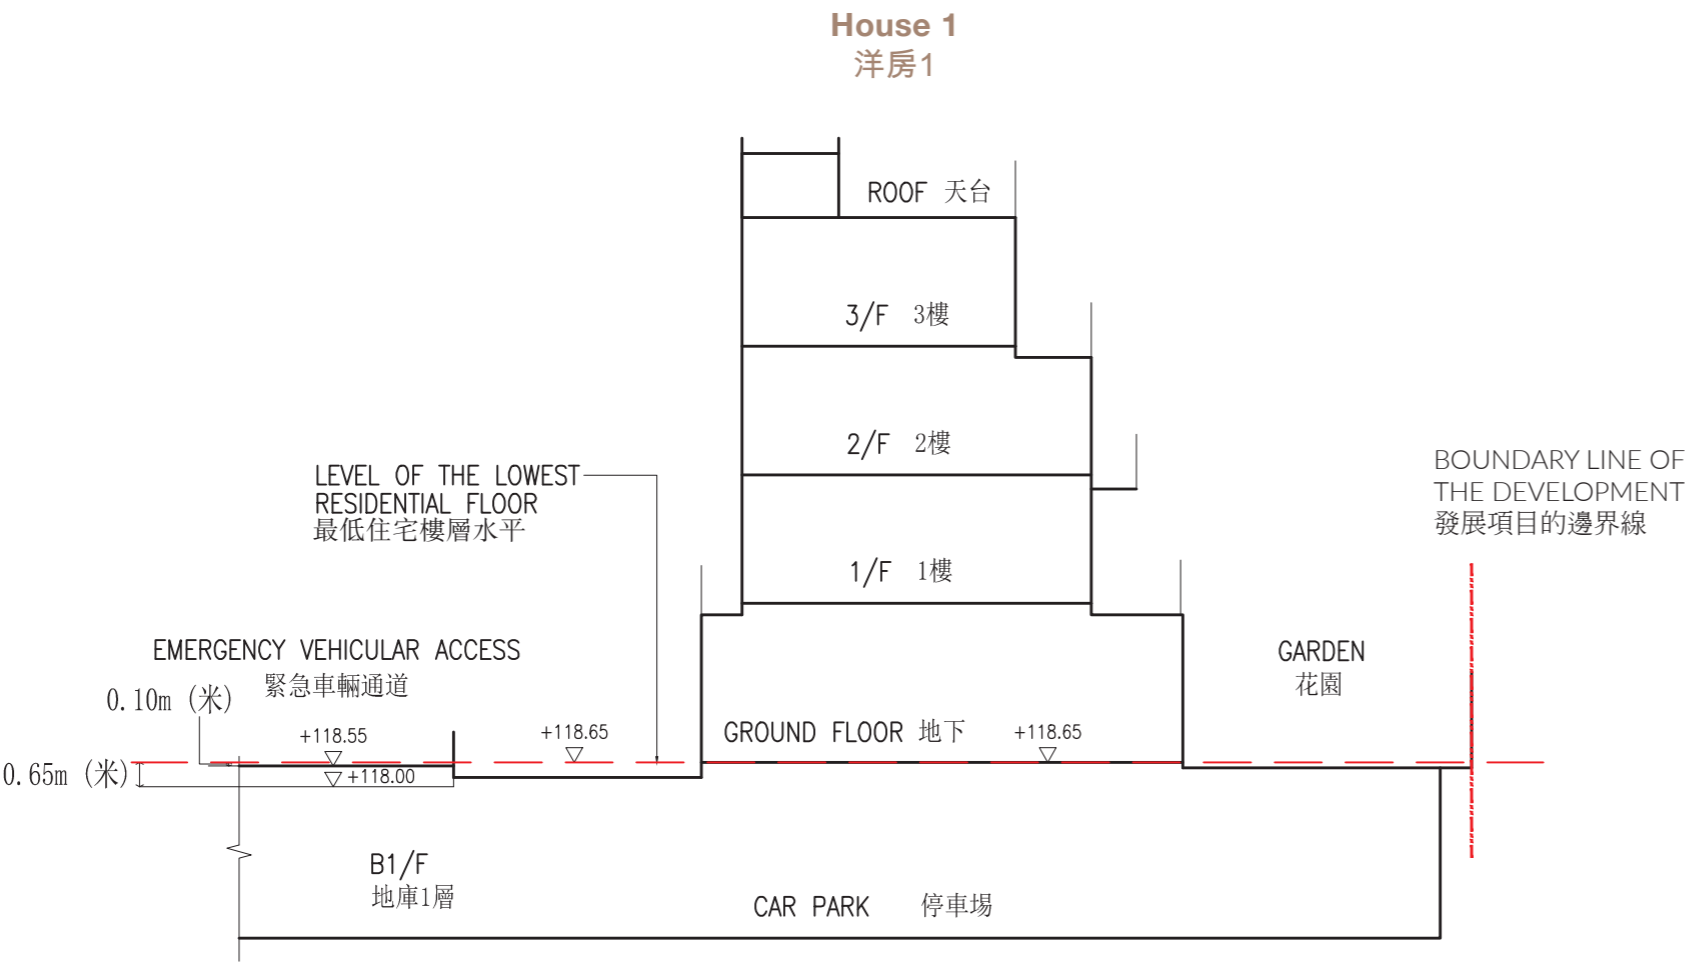 House 1
洋房1
ROOF 天台
3/F 3樓
2/F 2樓
LEVEL OF THE LOWEST
RESIDENTIAL FLOOR
最低住宅樓層水平
BOUNDARY LINE OF
THE DEVELOPMENT
發展項目的邊界線
1/F 1樓
EMERGENCY VEHICULAR ACCESS
緊急車輛通道
GARDEN
花園
0.10m (米)
+118.55
+118.65
GROUND FLOOR 地下
+118.65
0.65m (米)
+118.00
B1/F
地庫1層
CAR PARK 停車場